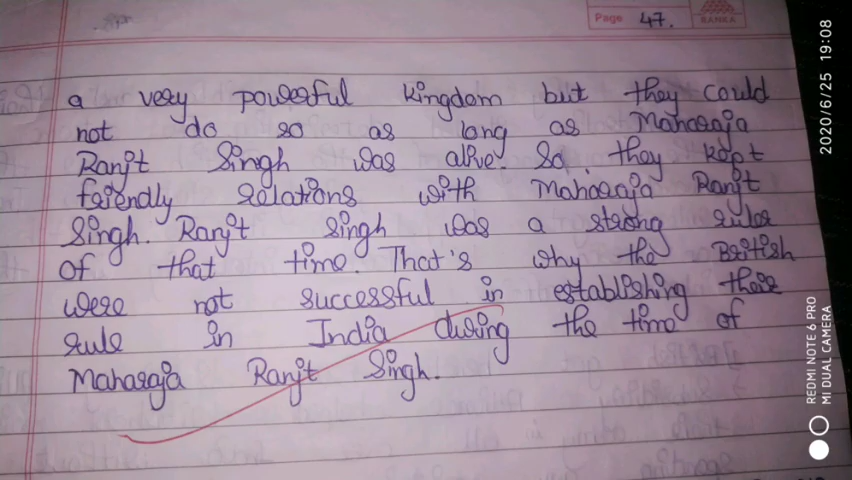 Page 47.
a very powerful kingdom but they could
not do so as long as Maharaja
Ranjt Singh was alive. So they kept
friendly relations with Maharaja Ranjt
Singh. Ranjit Singh was a strong ruler
of that time. That's why the British
were not successful in establishing their
rule in India during the time of
Maharaja Ranjit Singh.
2020/6/25 19:08
REDMI NOTE 6 PRO
MI DUAL CAMERA